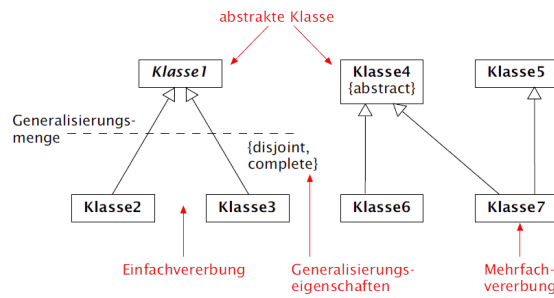 abstrakte Klasse
Klasse1
Klasse4
{abstract}
Klasse5
Generalisierungs-
menge
{disjoint,
complete}
Klasse2
Klasse3
Klasse6
Klasse7
Einfachvererbung
Generalisierungs-
eigenschaften
Mehrfach-
vererbung